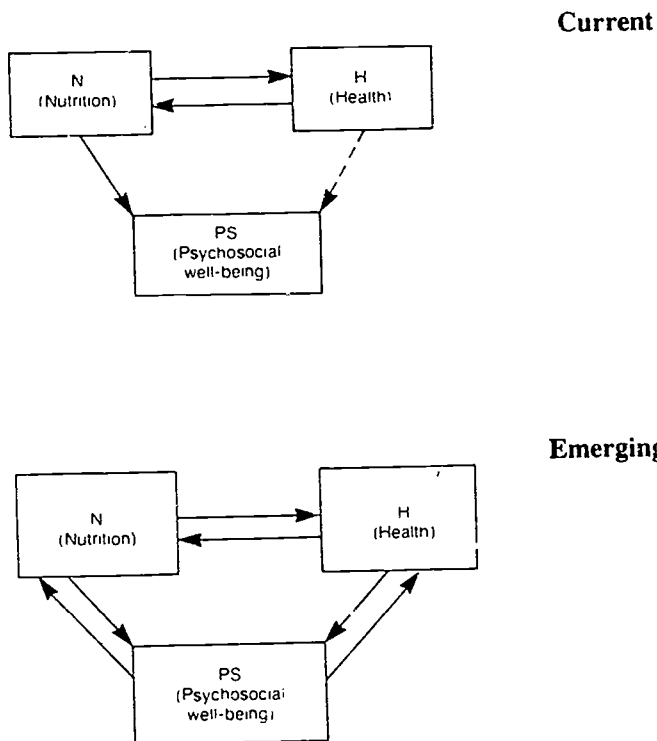 Current
N
(Nutrition)
H
(Health)
PS
(Psychosocial
well-being)
Emerging
N
(Nutrition)
H
(Health)
PS
(Psychosocial
well-being)